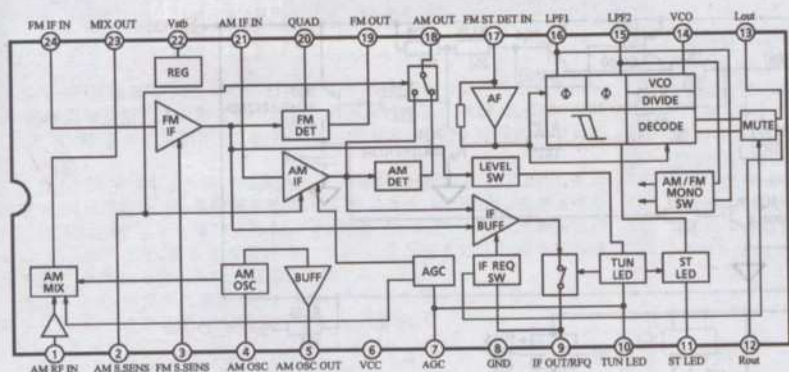 FM IF IN MIX OUT Vstb AM IF IN QUAD FM OUT AM OUT FM ST DET IN LPF1 LPF2 VCO Lout
24 23 22 21 20 19 18 17 16 15 14 13
REG
FM IF
FM DET
AF
Φ Φ
VCO
DIVIDE
DECODE
MUTE
AM IF
AM DET
LEVEL SW
AM/FM MONO SW
IF BUFF
AM MIX
AM OSC
BUFF
AGC
IF REQ SW
TUN LED
ST LED
1 2 3 4 5 6 7 8 9 10 11 12
AM RF IN AM S.SENS FM S.SENS AM OSC AM OSC OUT VCC AGC GND IF OUT/RFQ TUN LED ST LED Rout